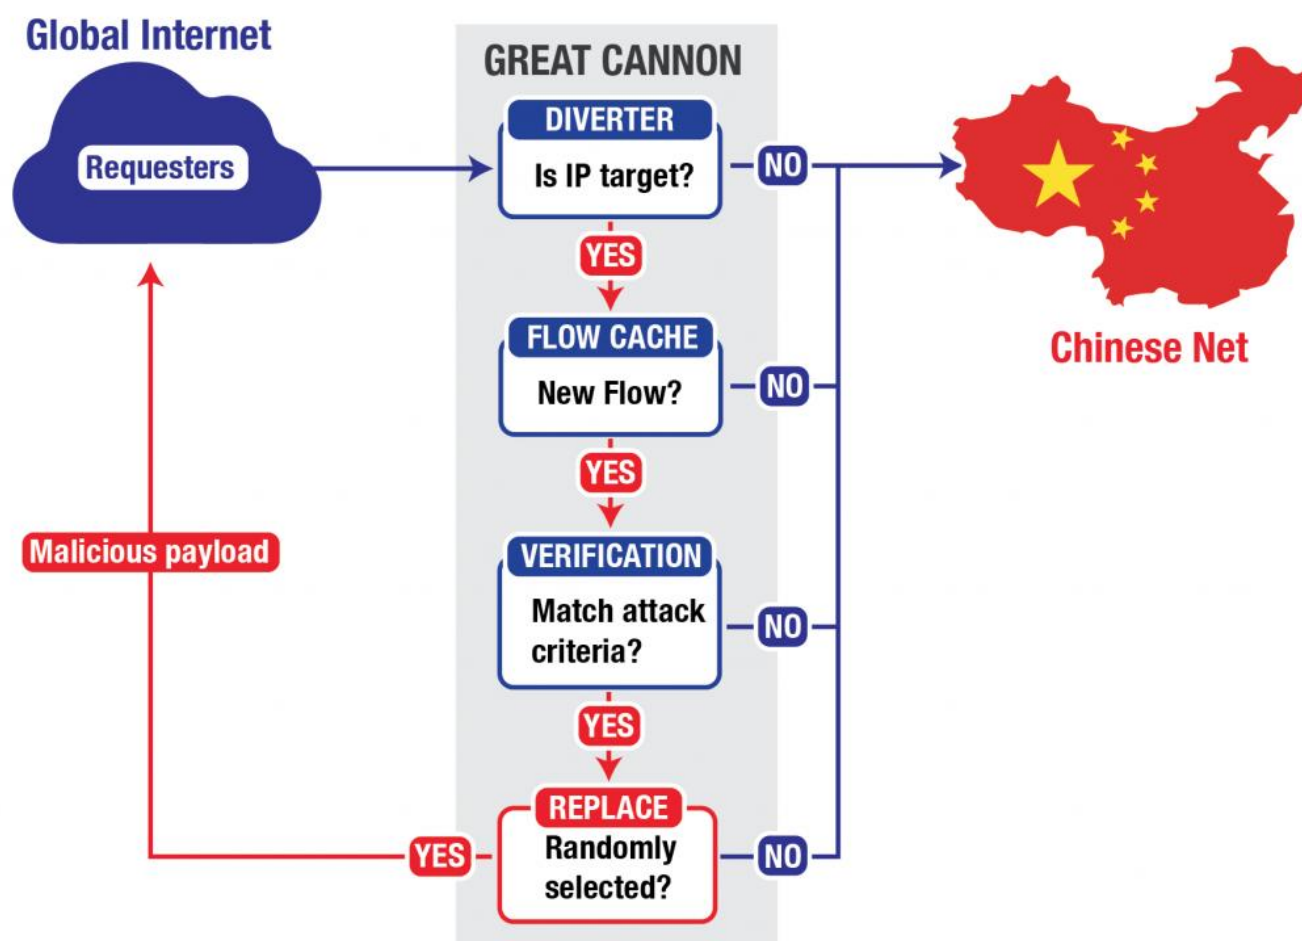 Global Internet
GREAT CANNON
Requesters
DIVERTER
Is IP target?
NO
YES
FLOW CACHE
New Flow?
NO
Chinese Net
YES
Malicious payload
VERIFICATION
Match attack
criteria?
NO
YES
REPLACE
Randomly
selected?
YES
NO